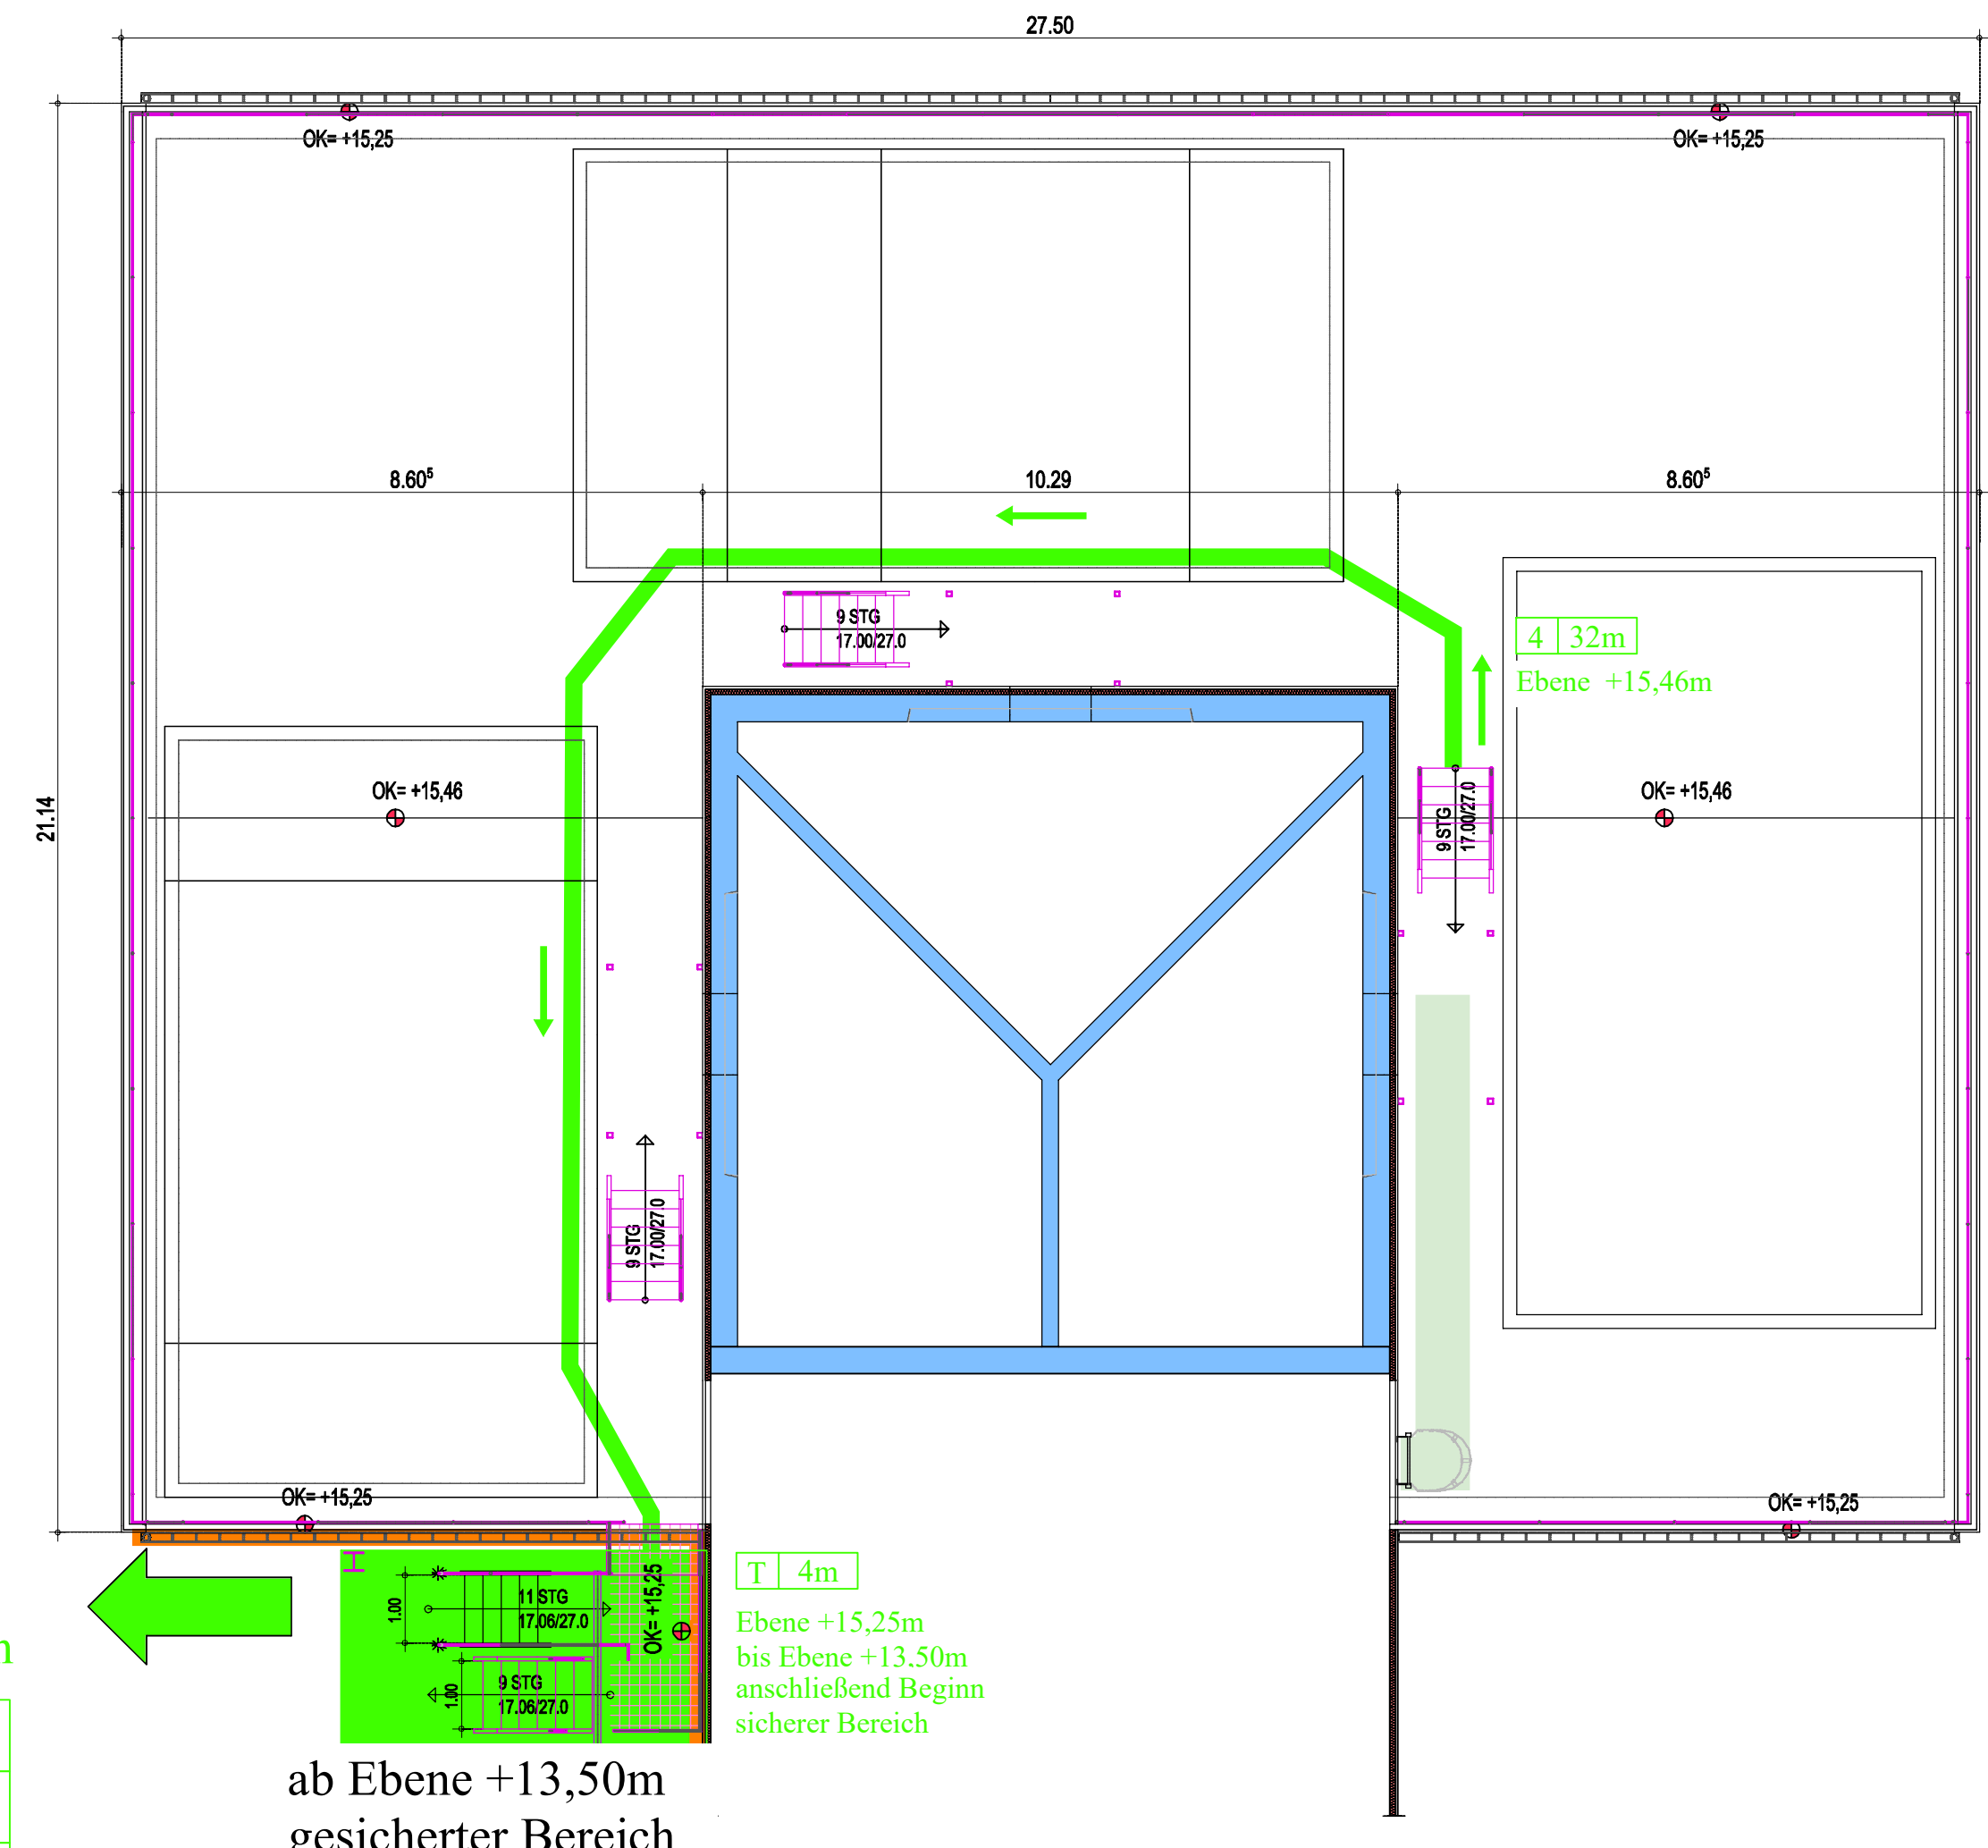 27.50
OK= +15,25
OK= +15,25
8.60⁵
10.29
8.60⁵
9 STG
17.00/27.0
4 32m
Ebene +15,46m
OK= +15,46
9 STG
17.00/27.0
OK= +15,46
21.14
9 STG
17.00/27.0
OK= +15,25
OK= +15,25
1.00
11 STG
17.06/27.0
OK= +15,25
T 4m
Ebene +15,25m
bis Ebene +13,50m
anschließend Beginn
sicherer Bereich
1.00
9 STG
17.06/27.0
ab Ebene +13,50m
gesicherter Bereich